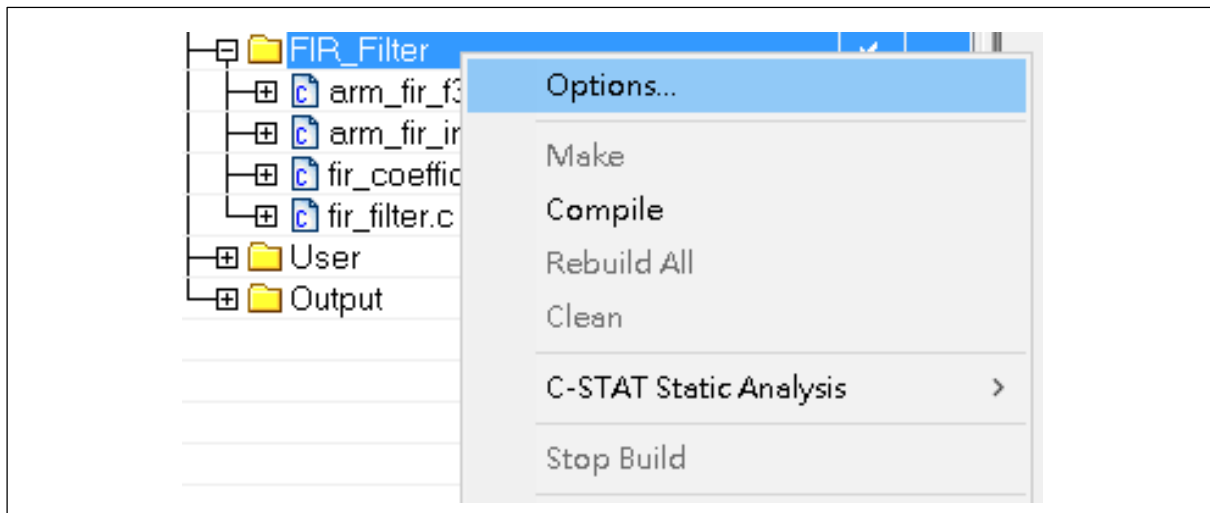 FIR_Filter
Options...
arm_fir_f3
arm_fir_ir
Make
fir_coeffic
Compile
fir_filter.c
User
Rebuild All
Output
Clean
C-STAT Static Analysis
Stop Build